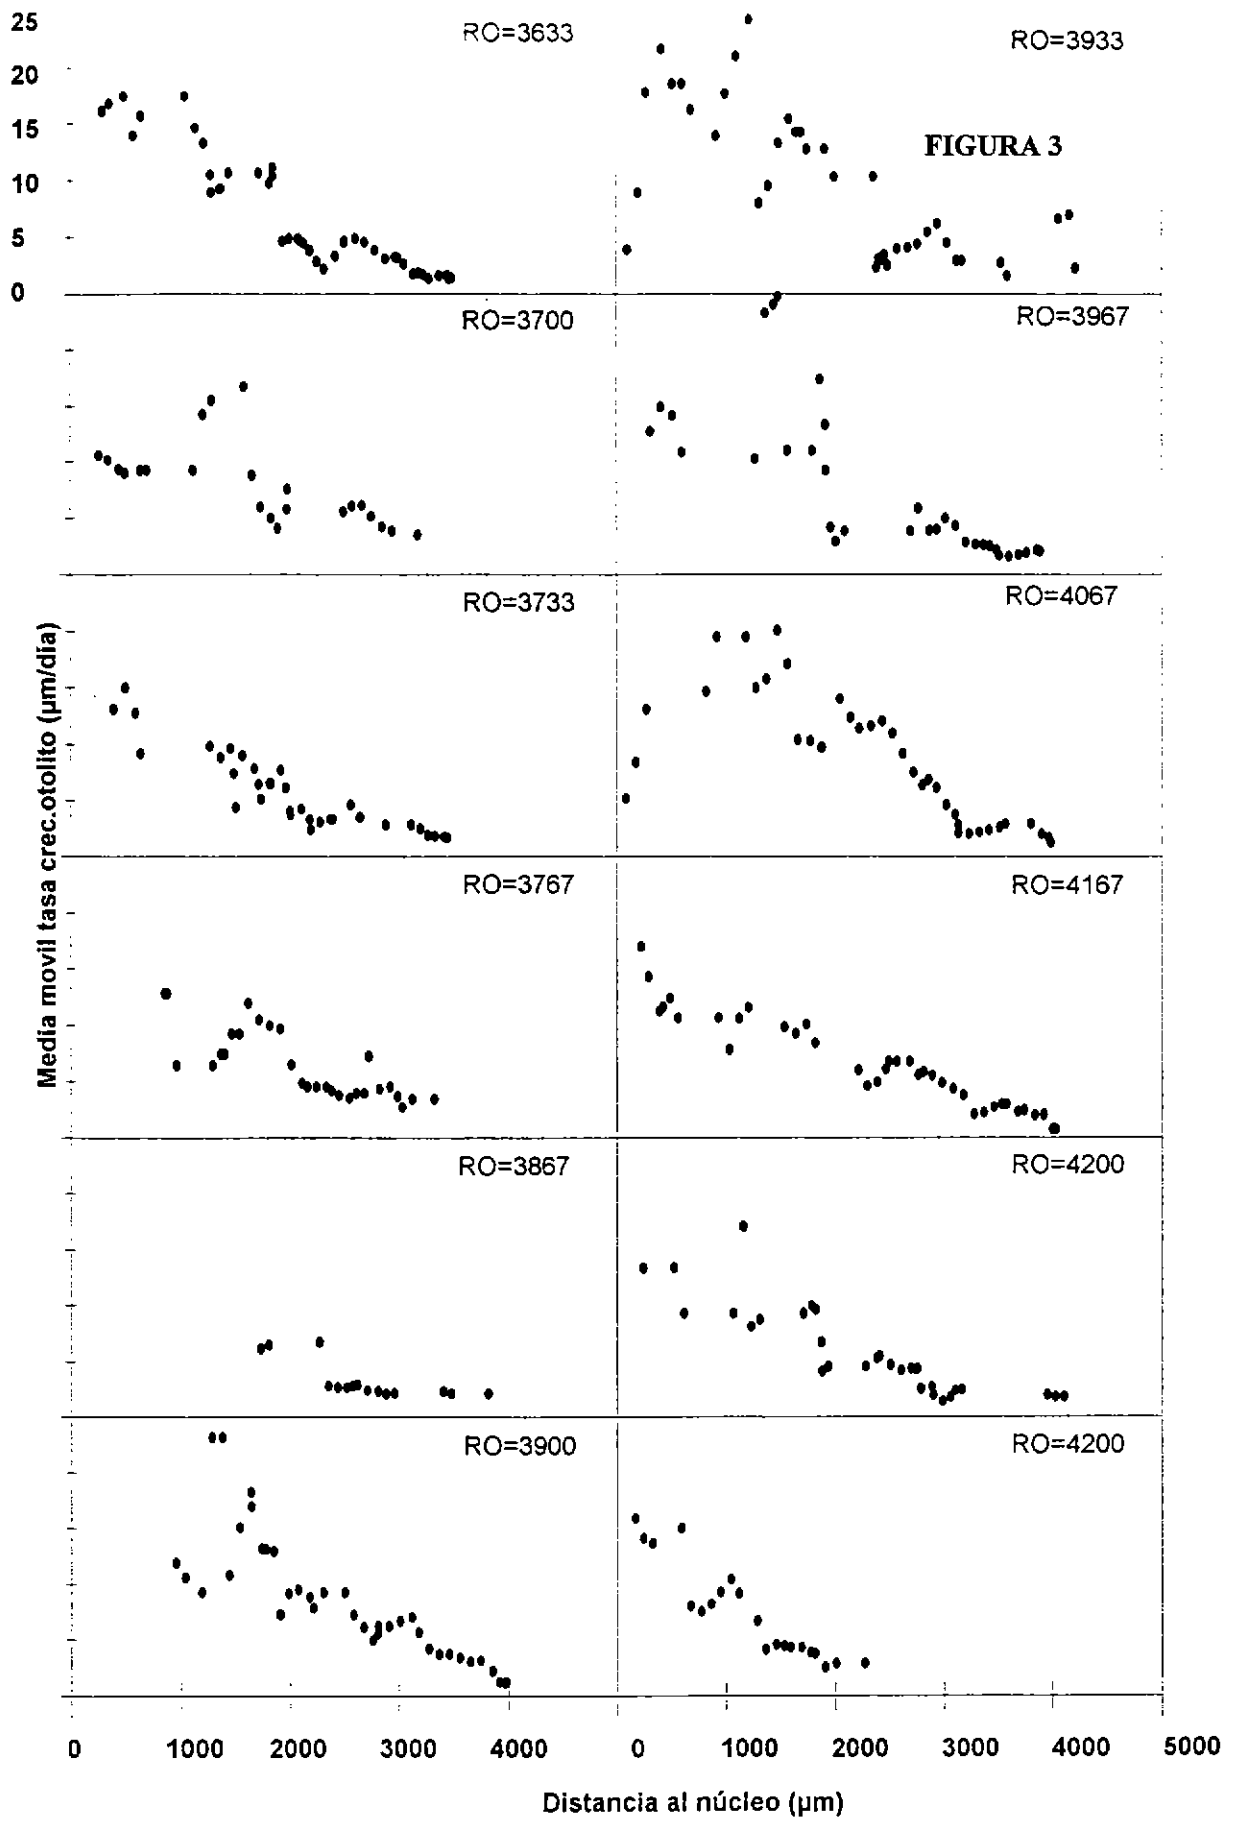 25
20
15
10
5
0
RO=3633
RO=3933
FIGURA 3
RO=3700
RO=3967
RO=3733
RO=4067
RO=3767
RO=4167
RO=3867
RO=4200
RO=3900
RO=4200
Media movil tasa crec.otolito (µm/día)
0 1000 2000 3000 4000 0 1000 2000 3000 4000 5000
Distancia al núcleo (µm)